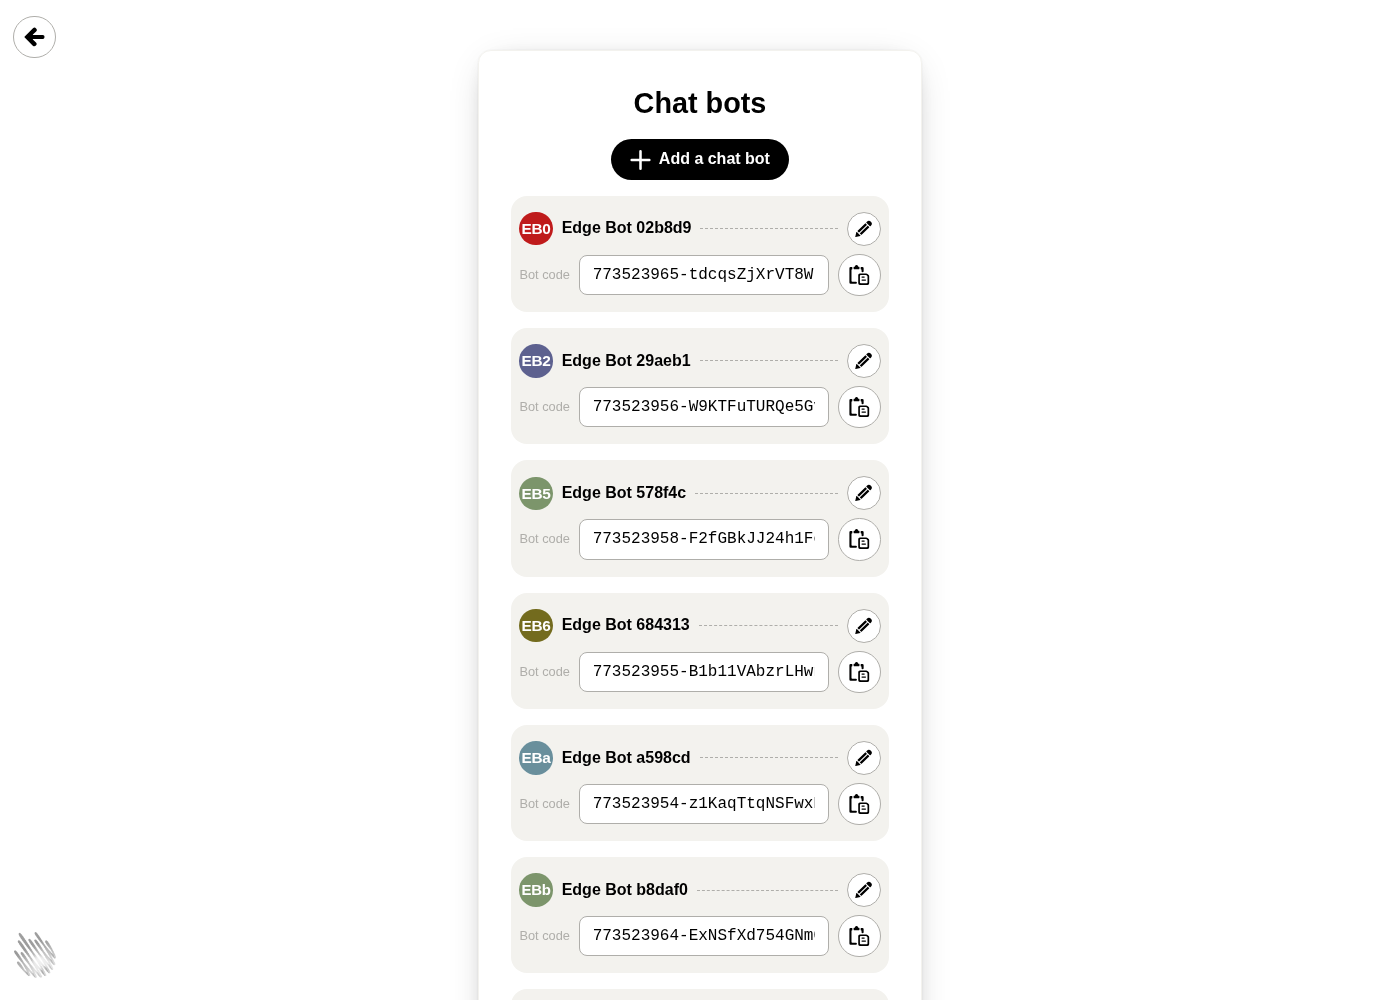 Chat bots
Add a chat bot
EB0 Edge Bot 02b8d9
Bot code 773523965-tdcqsZjXrVT8W
EB2 Edge Bot 29aeb1
Bot code 773523956-W9KTFuTURQe5G
EB5 Edge Bot 578f4c
Bot code 773523958-F2fGBkJJ24h1F
EB6 Edge Bot 684313
Bot code 773523955-B1b11VAbzrLHw
EBa Edge Bot a598cd
Bot code 773523954-z1KaqTtqNSFwx
EBb Edge Bot b8daf0
Bot code 773523964-ExNSfXd754GNm